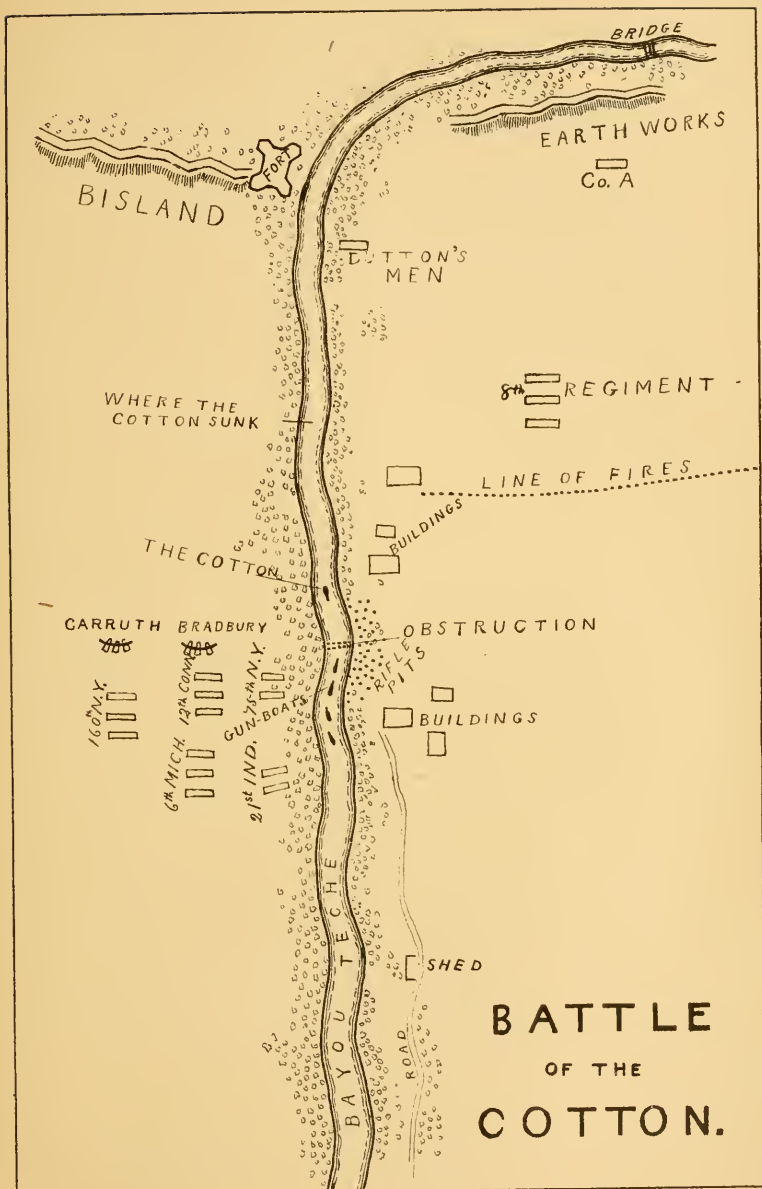 BRIDGE
EARTH WORKS
Co. A
FORT
BISLAND
DUTTON'S
MEN
8th REGIMENT
WHERE THE
COTTON SUNK
LINE OF FIRES
BUILDINGS
THE COTTON
OBSTRUCTION
CARRUTH BRADBURY
RIFLE
PITS
160th N.Y.
12th CONN.
75th N.Y.
GUN-BOATS
BUILDINGS
6th MICH.
21st IND.
BAYOU TECHE
SHED
ROAD
BATTLE
OF THE
COTTON.